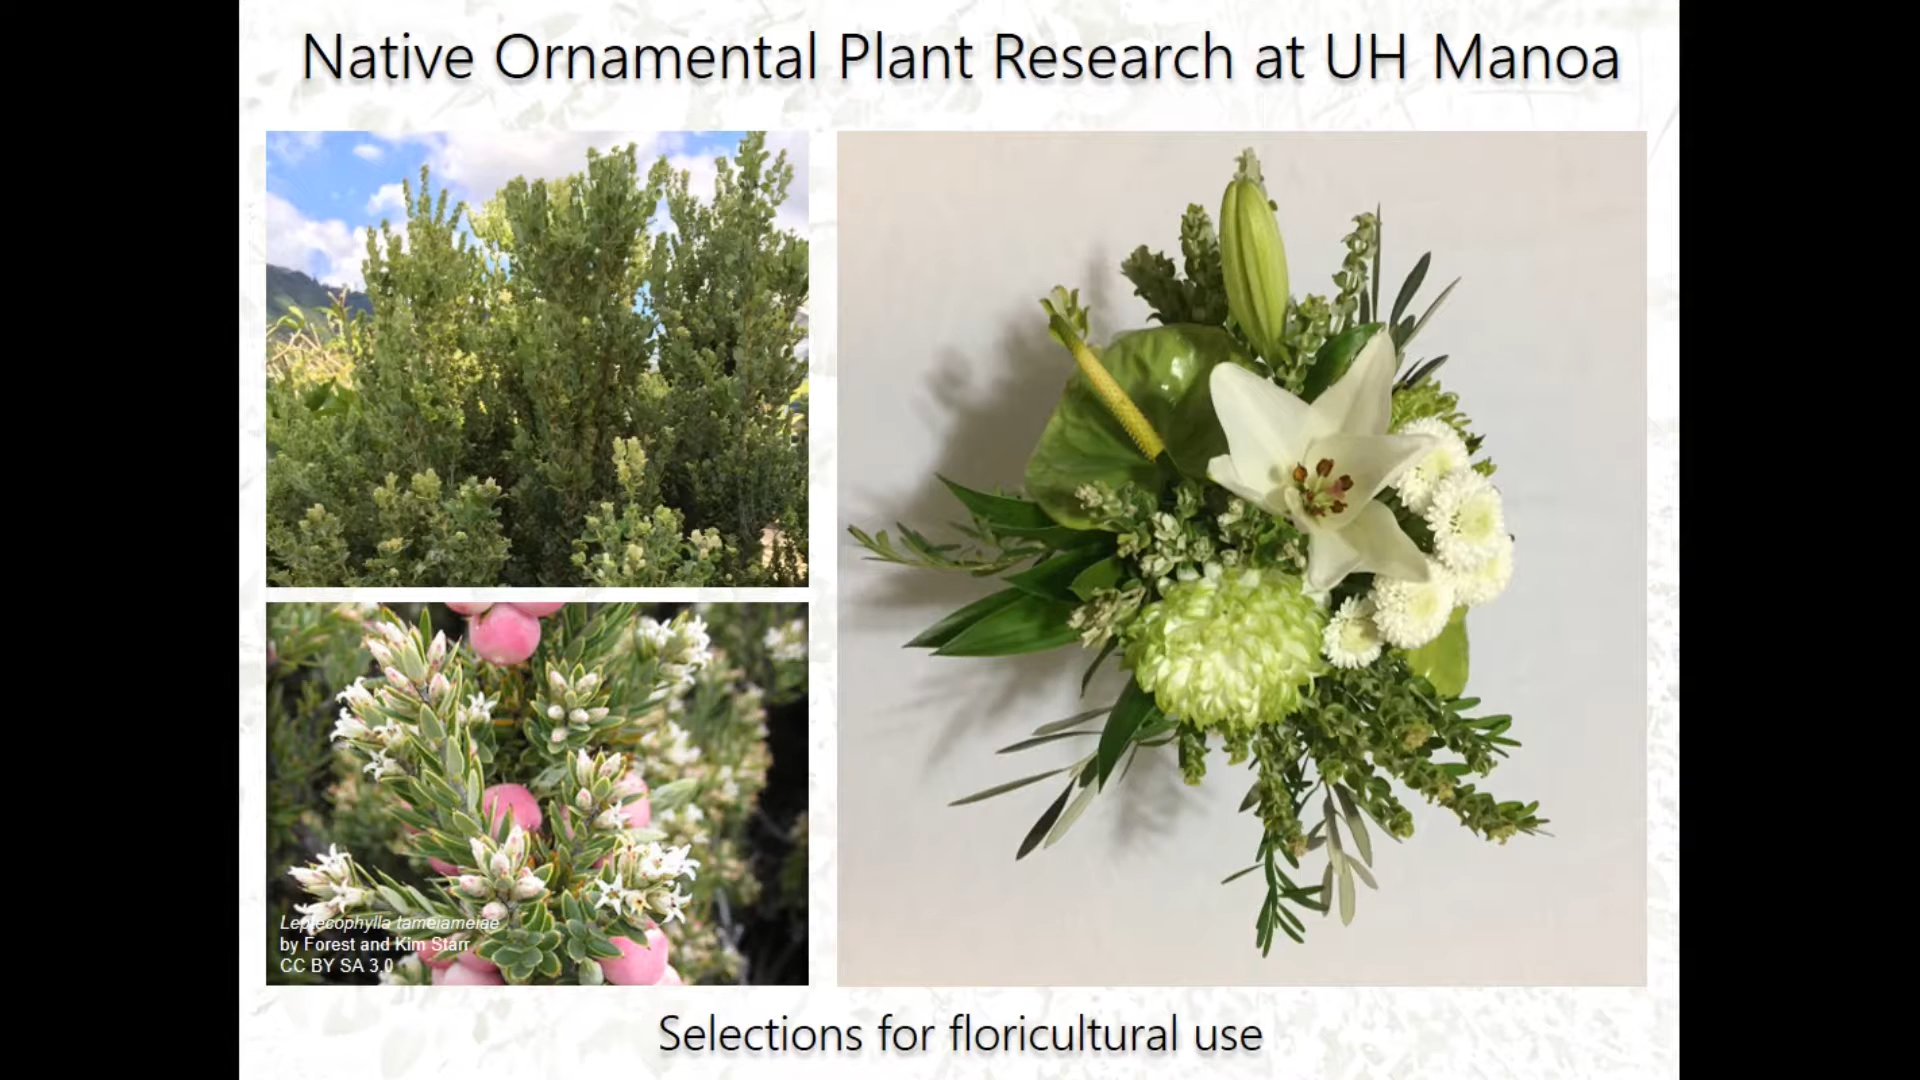 Native Ornamental Plant Research at UH Manoa
Leptecophylla tameiameiae
by Forest and Kim Starr
CC BY SA 3.0
Selections for floricultural use